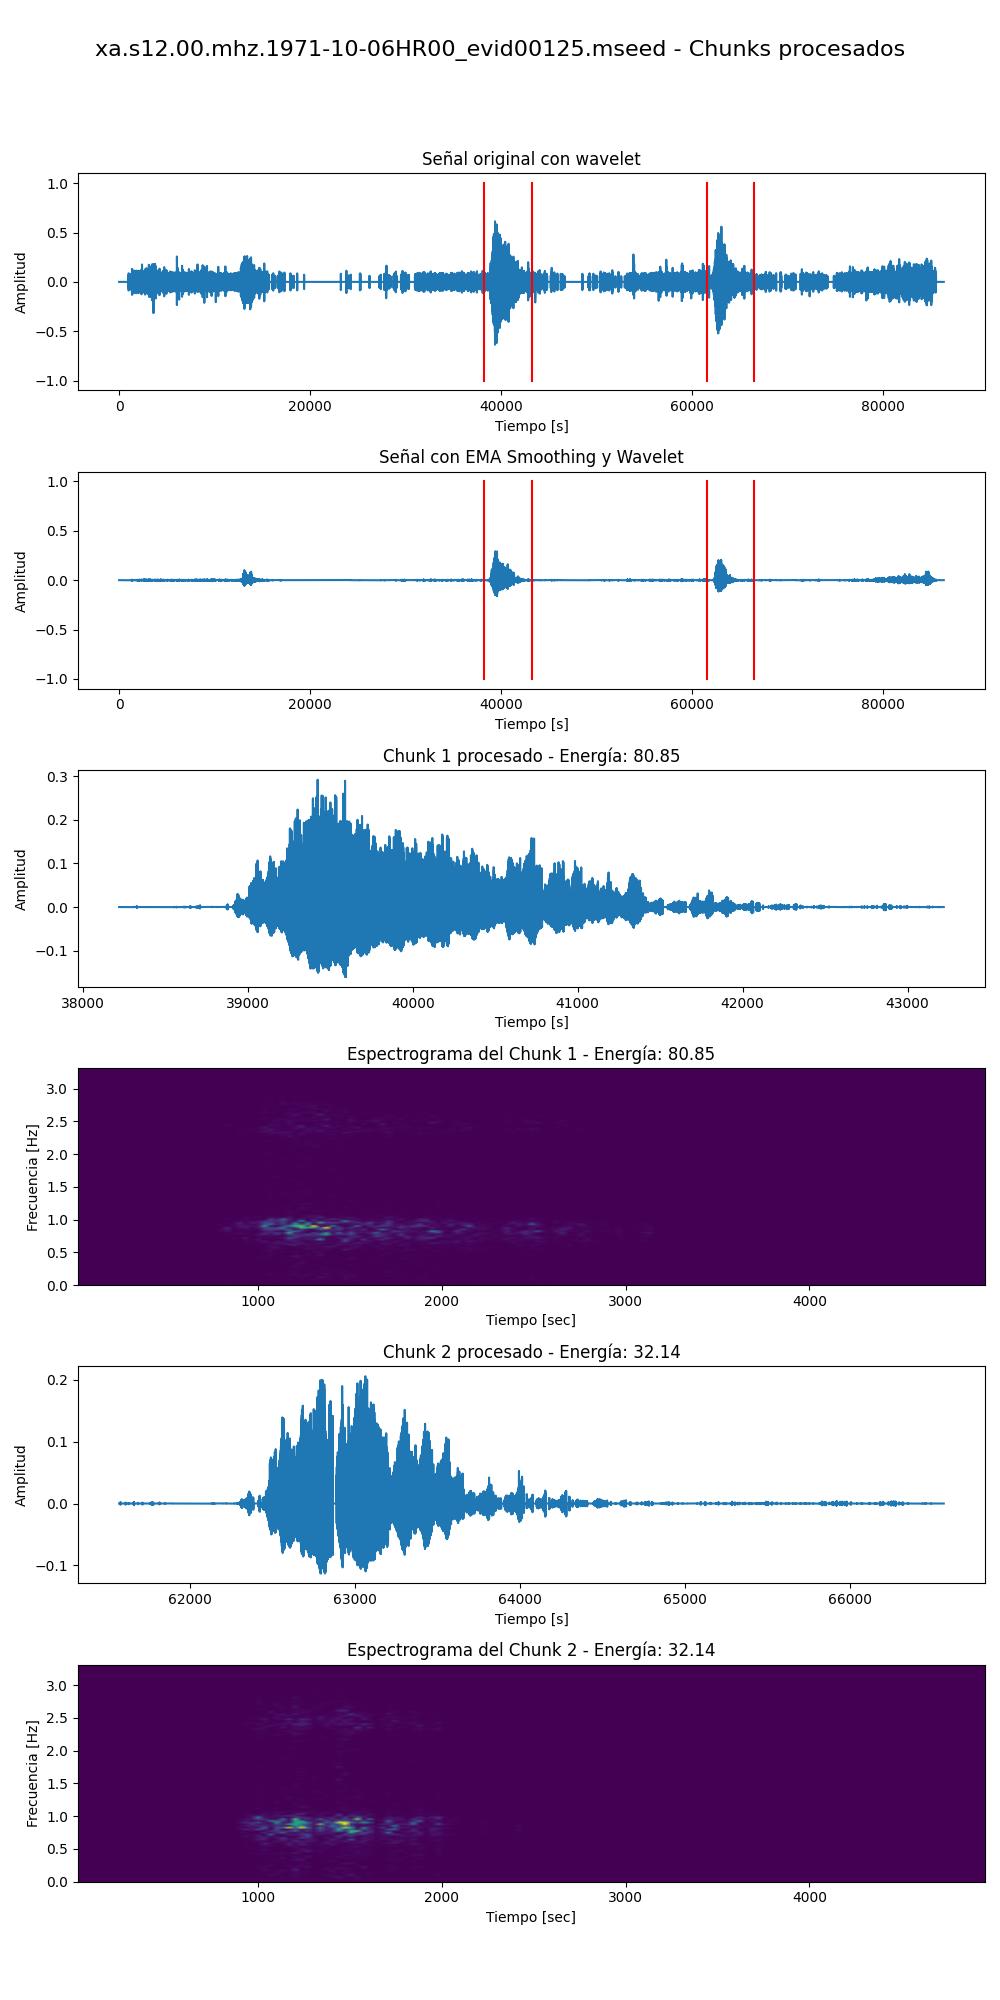 xa.s12.00.mhz.1971-10-06HR00_evid00125.mseed - Chunks procesados
Señal original con wavelet
1.0
0.5
0.0
−0.5
−1.0
Amplitud
0 20000 40000 60000 80000
Tiempo [s]
Señal con EMA Smoothing y Wavelet
1.0
0.5
0.0
−0.5
−1.0
Amplitud
0 20000 40000 60000 80000
Tiempo [s]
Chunk 1 procesado - Energía: 80.85
0.3
0.2
0.1
0.0
−0.1
Amplitud
38000 39000 40000 41000 42000 43000
Tiempo [s]
Espectrograma del Chunk 1 - Energía: 80.85
3.0
2.5
2.0
1.5
1.0
0.5
0.0
Frecuencia [Hz]
1000 2000 3000 4000
Tiempo [sec]
Chunk 2 procesado - Energía: 32.14
0.2
0.1
0.0
−0.1
Amplitud
62000 63000 64000 65000 66000
Tiempo [s]
Espectrograma del Chunk 2 - Energía: 32.14
3.0
2.5
2.0
1.5
1.0
0.5
0.0
Frecuencia [Hz]
1000 2000 3000 4000
Tiempo [sec]